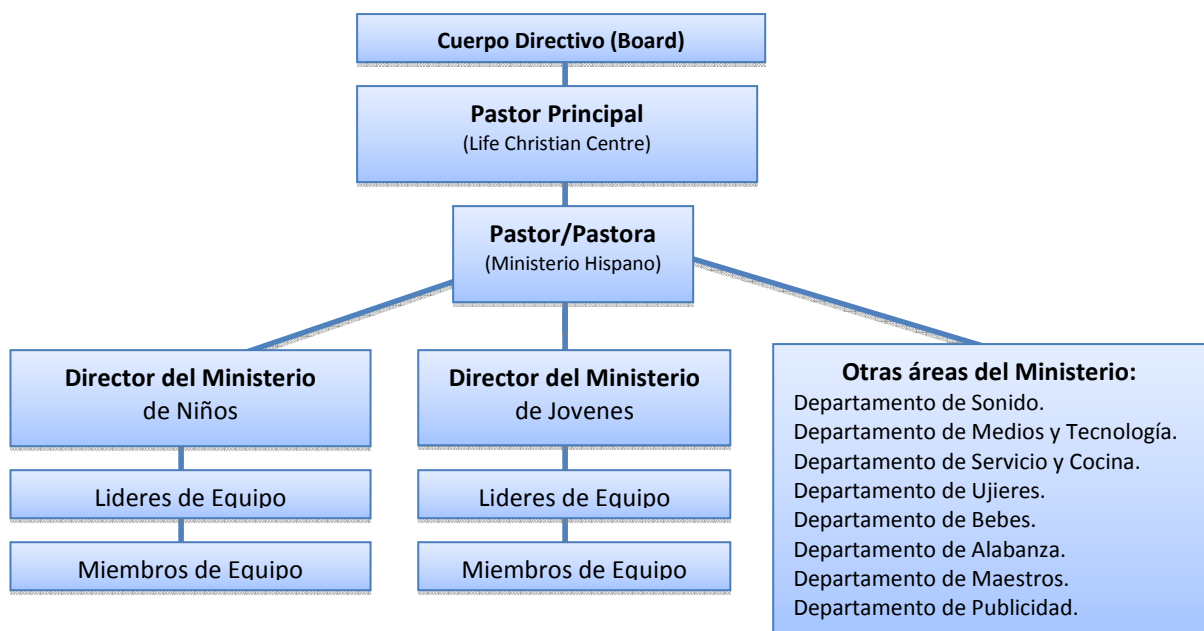 Cuerpo Directivo (Board)
Pastor Principal
(Life Christian Centre)
Pastor/Pastora
(Ministerio Hispano)
Director del Ministerio
de Niños
Lideres de Equipo
Miembros de Equipo
Director del Ministerio
de Jovenes
Lideres de Equipo
Miembros de Equipo
Otras áreas del Ministerio:
Departamento de Sonido.
Departamento de Medios y Tecnología.
Departamento de Servicio y Cocina.
Departamento de Ujieres.
Departamento de Bebes.
Departamento de Alabanza.
Departamento de Maestros.
Departamento de Publicidad.